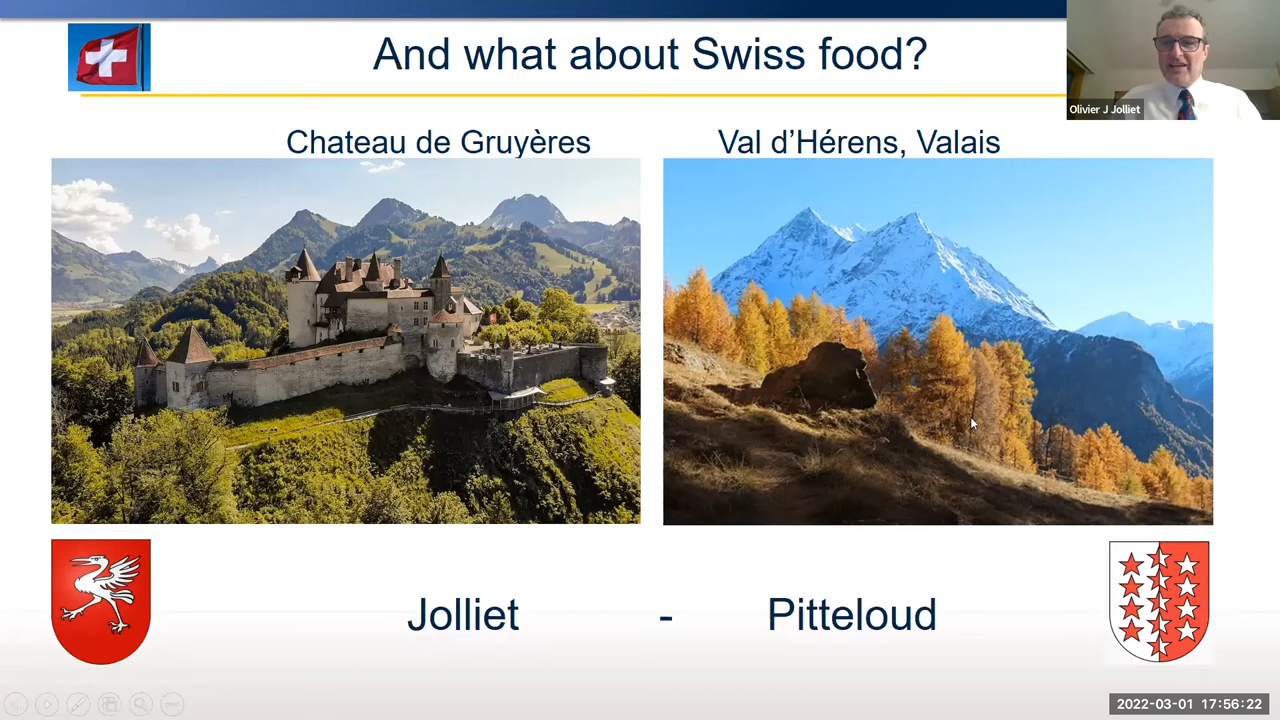 And what about Swiss food?
Olivier J Jolliet
Chateau de Gruyères
Val d’Hérens, Valais
Jolliet - Pitteloud
2022-03-01 17:56:22